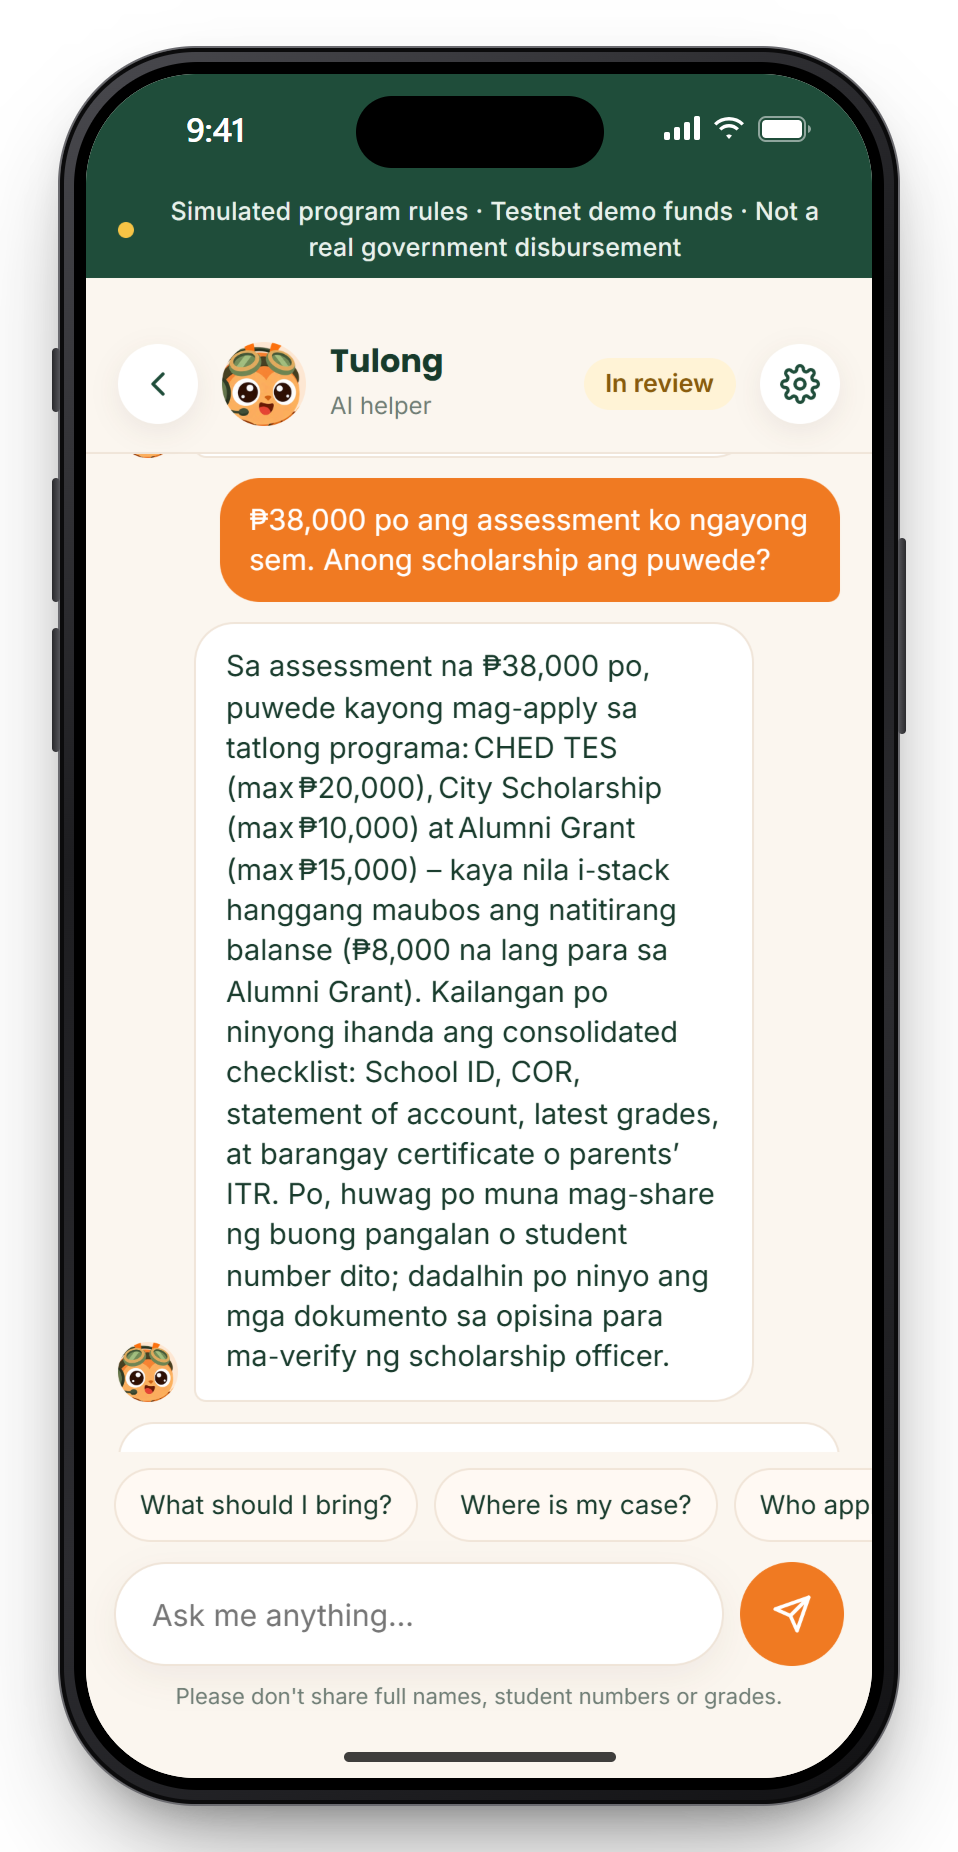 9:41
Simulated program rules · Testnet demo funds · Not a
real government disbursement
Tulong
AI helper
In review
₱38,000 po ang assessment ko ngayong
sem. Anong scholarship ang puwede?
Sa assessment na ₱38,000 po,
puwede kayong mag-apply sa
tatlong programa: CHED TES
(max ₱20,000), City Scholarship
(max ₱10,000) at Alumni Grant
(max ₱15,000) – kaya nila i-stack
hanggang maubos ang natitirang
balanse (₱8,000 na lang para sa
Alumni Grant). Kailangan po
ninyong ihanda ang consolidated
checklist: School ID, COR,
statement of account, latest grades,
at barangay certificate o parents’
ITR. Po, huwag po muna mag-share
ng buong pangalan o student
number dito; dadalhin po ninyo ang
mga dokumento sa opisina para
ma-verify ng scholarship officer.
What should I bring?
Where is my case?
Who app
Ask me anything...
Please don't share full names, student numbers or grades.